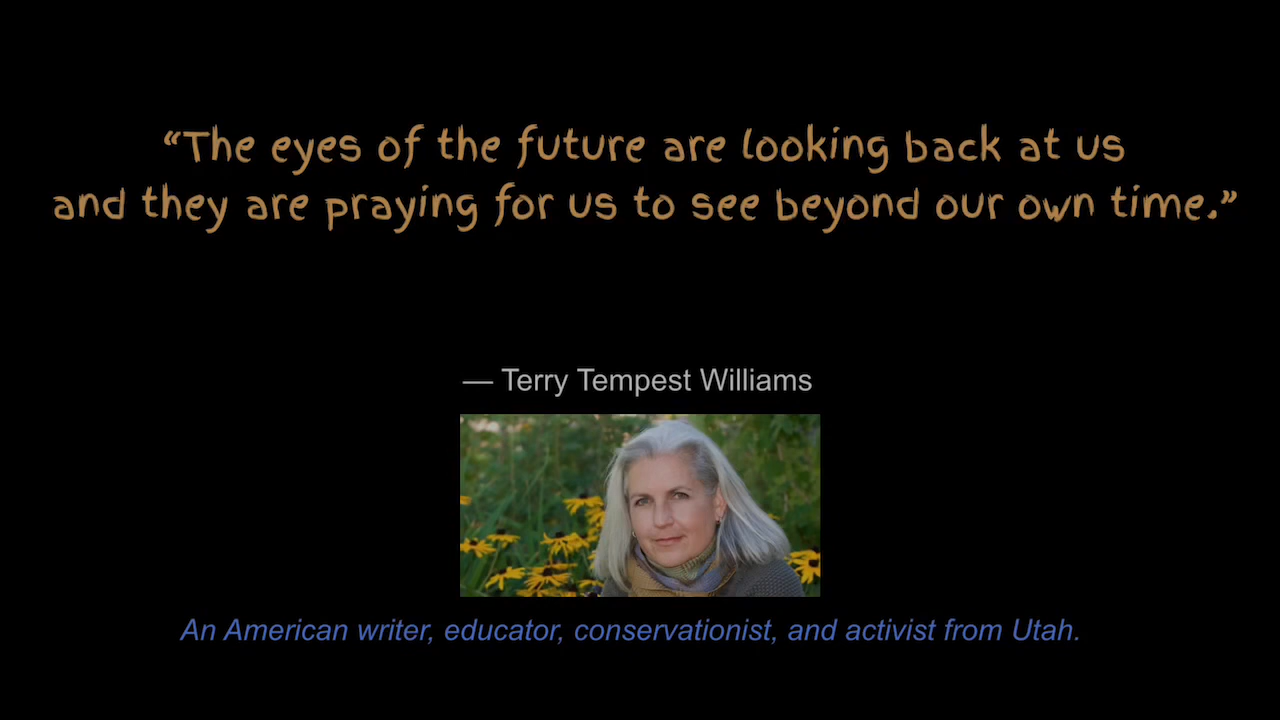 “The eyes of the future are looking back at us
and they are praying for us to see beyond our own time.”
— Terry Tempest Williams
An American writer, educator, conservationist, and activist from Utah.